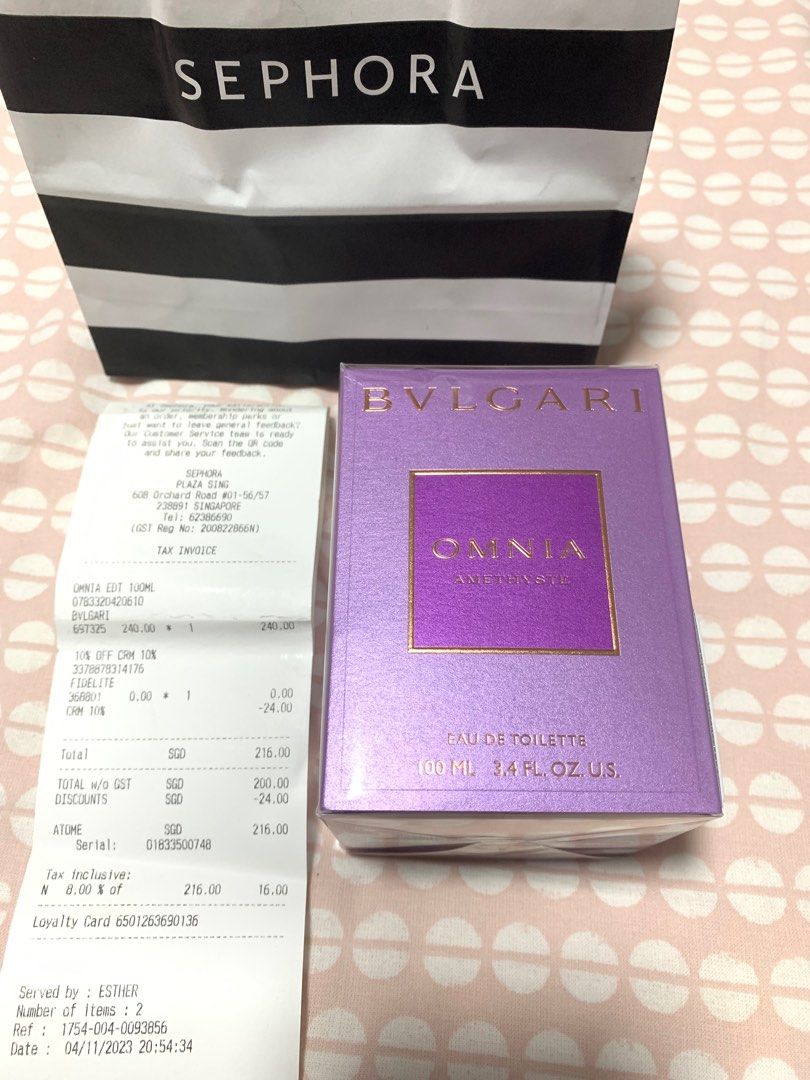 SEPHORA
to our priority. Wondering about
an order, membership perks or
just want to leave general feedback?
Our Customer Service team is ready
to assist you. Scan the QR code
and share your feedback.
SEPHORA
PLAZA SING
60B Orchard Road #01-56/57
238891 SINGAPORE
Tel: 62386690
(GST Reg No: 200822866N)
TAX INVOICE
OMNIA EDT 100ML
0783320420610
BVLGARI
697325 240.00 * 1 240.00
10% OFF CRM 10%
3378878314176
FIDELITE
368801 0.00 * 1 0.00
CRM 10% -24.00
Total SGD 216.00
TOTAL w/o GST SGD 200.00
DISCOUNTS SGD -24.00
ATOME SGD 216.00
Serial: 01833500748
Tax inclusive:
N 8.00 % of 216.00 16.00
Loyalty Card 6501263690136
Served by : ESTHER
Number of items : 2
Ref : 1754-004-0093856
Date : 04/11/2023 20:54:34
BVLGARI
OMNIA
AMETHYSTE
EAU DE TOILETTE
100 ML 3.4 FL. OZ. U.S.